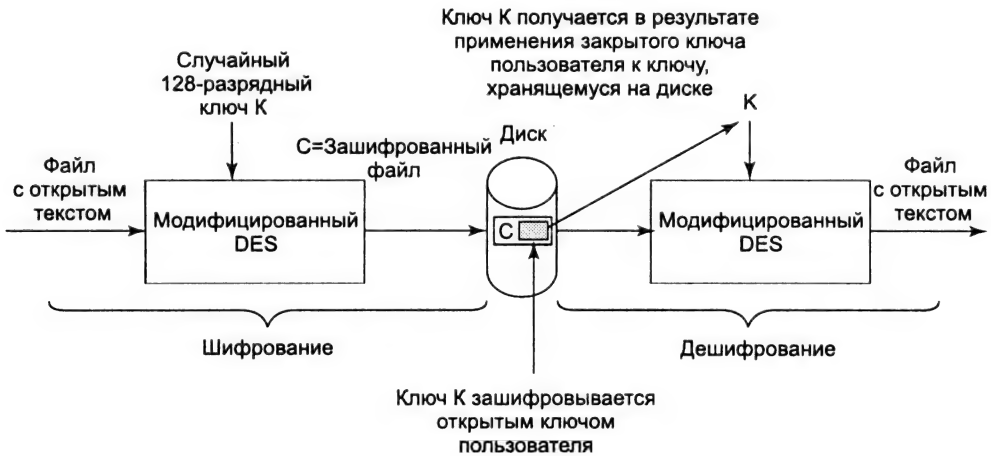 Ключ K получается в результате
применения закрытого ключа
пользователя к ключу,
хранящемуся на диске
Случайный
128-разрядный
ключ K
K
C=Зашифрованный
файл
Диск
Файл
с открытым
текстом
Модифицированный
DES
C
Модифицированный
DES
Файл
с открытым
текстом
Шифрование
Дешифрование
Ключ K зашифровывается
открытым ключом
пользователя